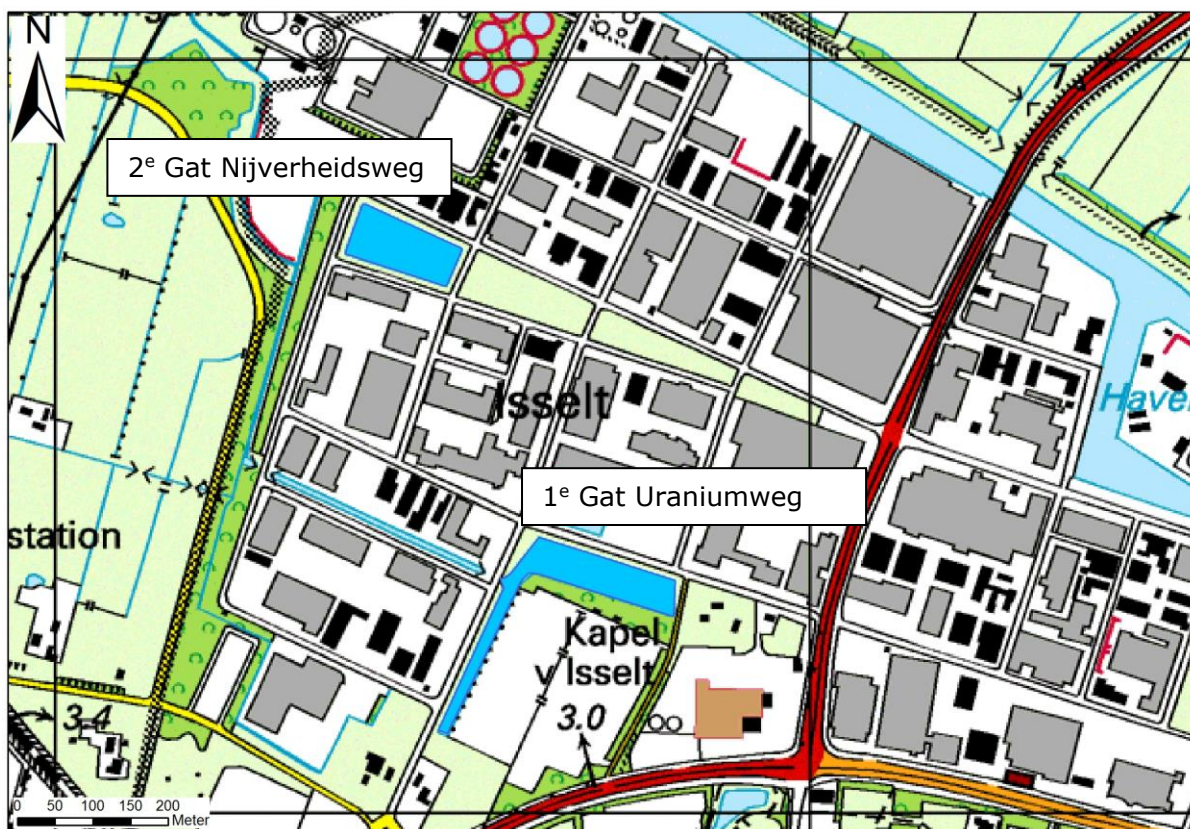 N
2e Gat Nijverheidsweg
Isselt
Haven
1e Gat Uraniumweg
station
Kapel
v Isselt
3.0
3.4
0 50 100 150 200
Meter